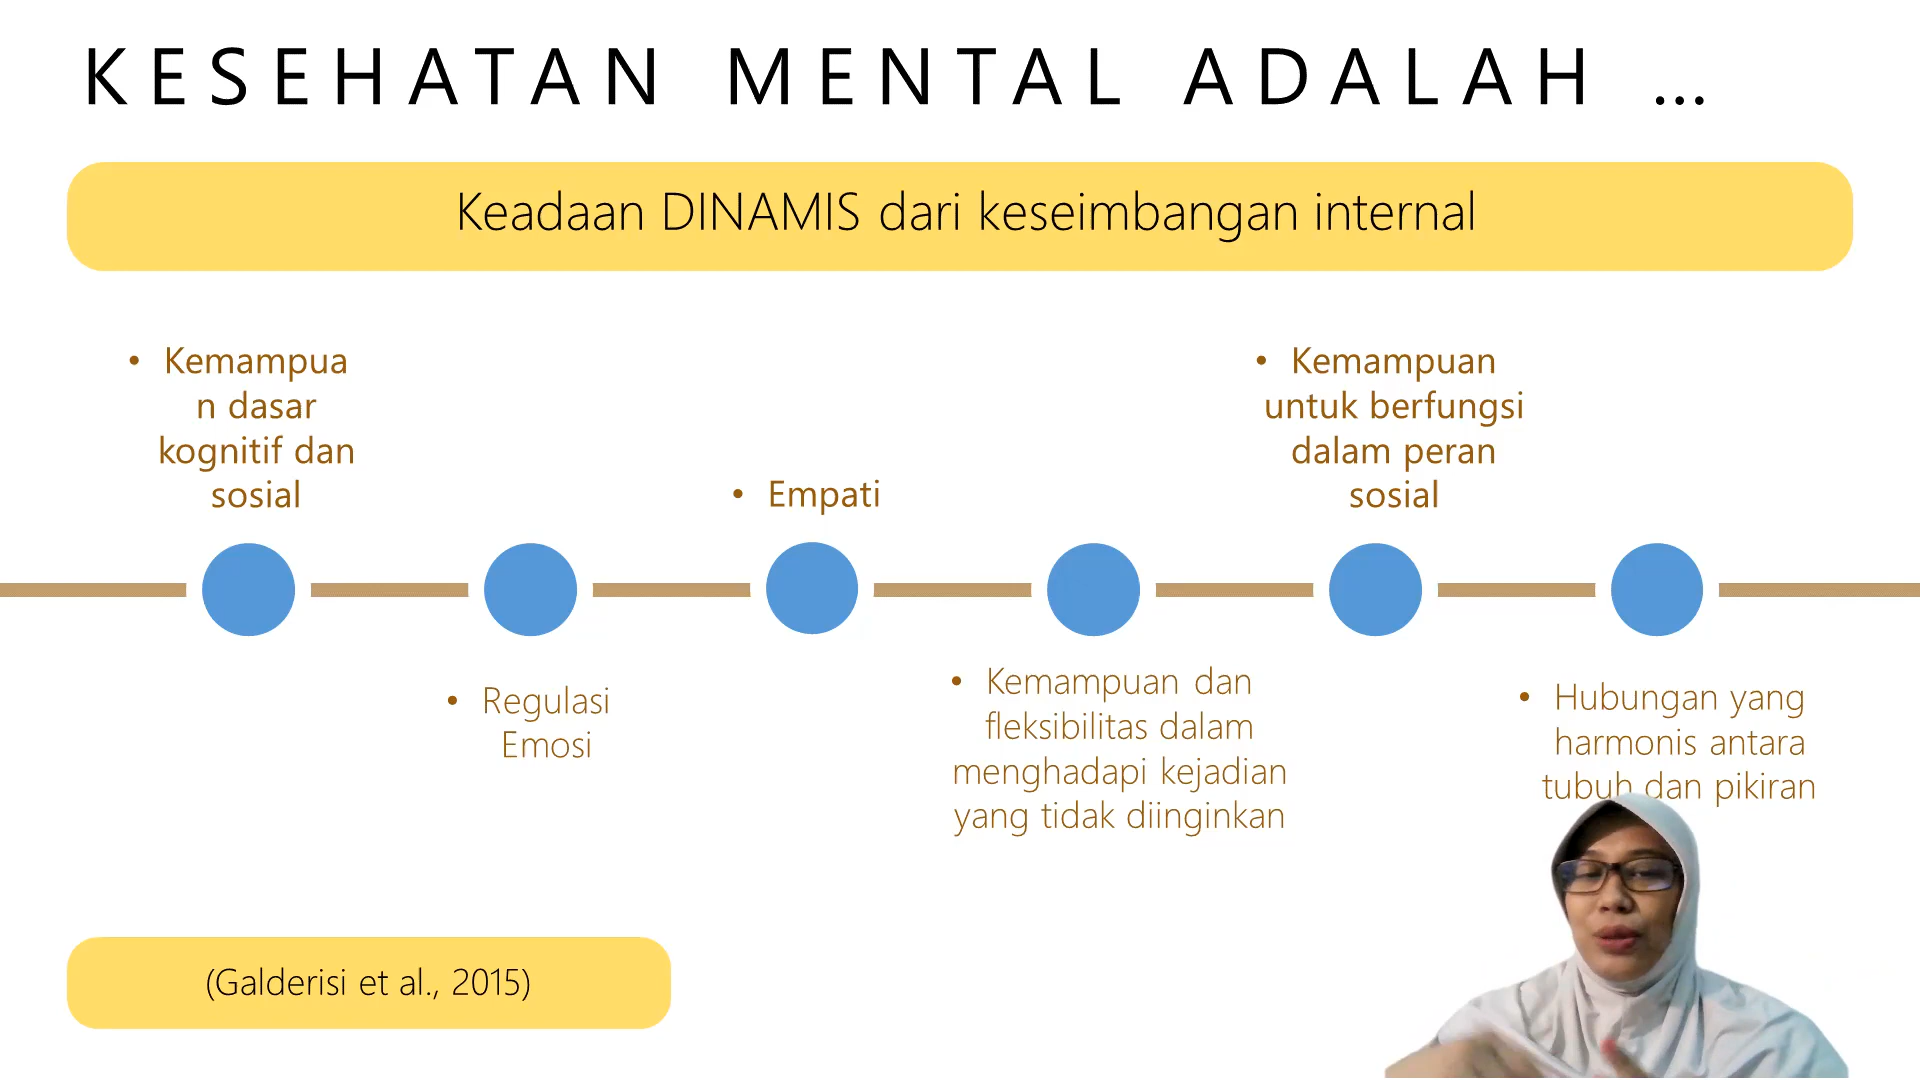 KESEHATAN MENTAL ADALAH ...
Keadaan DINAMIS dari keseimbangan internal
• Kemampua
n dasar
kognitif dan
sosial
• Regulasi
Emosi
• Empati
• Kemampuan dan
fleksibilitas dalam
menghadapi kejadian
yang tidak diinginkan
• Kemampuan
untuk berfungsi
dalam peran
sosial
• Hubungan yang
harmonis antara
tubuh dan pikiran
(Galderisi et al., 2015)